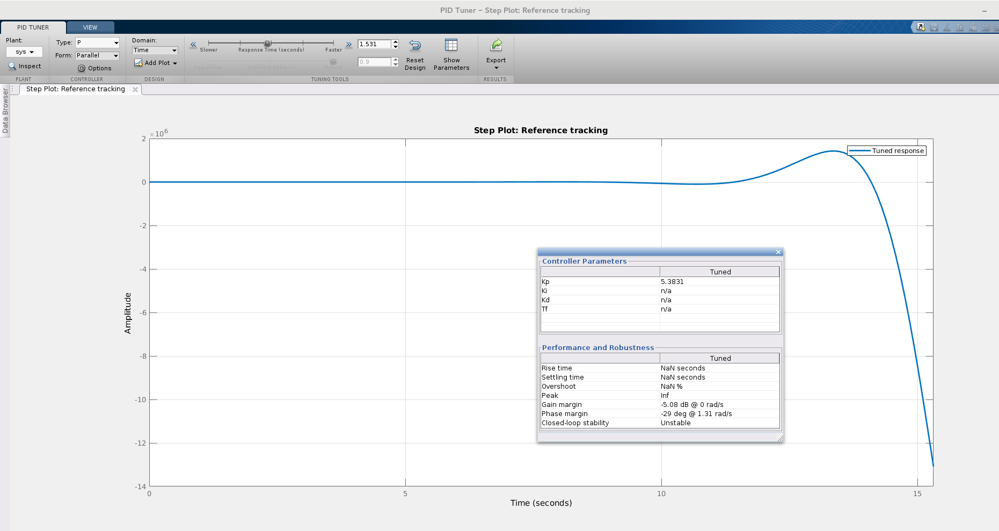 PID Tuner – Step Plot: Reference tracking
PID TUNER
VIEW
Plant:
sys
Inspect
PLANT
Type: P
Form: Parallel
Options
CONTROLLER
Domain:
Time
Add Plot
DESIGN
Slower
Response Time (seconds)
Faster
1.531
Aggressive
Transient Behavior
Robust
0.9
Reset
Design
Show
Parameters
TUNING TOOLS
Export
RESULTS
Data Browser
Step Plot: Reference tracking
Step Plot: Reference tracking
×10⁶
2
0
-2
-4
-6
-8
-10
-12
-14
Amplitude
0
5
10
15
Time (seconds)
Tuned response
Controller Parameters
Tuned
Kp 5.3831
Ki n/a
Kd n/a
Tf n/a
Performance and Robustness
Tuned
Rise time NaN seconds
Settling time NaN seconds
Overshoot NaN %
Peak Inf
Gain margin -5.08 dB @ 0 rad/s
Phase margin -29 deg @ 1.31 rad/s
Closed-loop stability Unstable